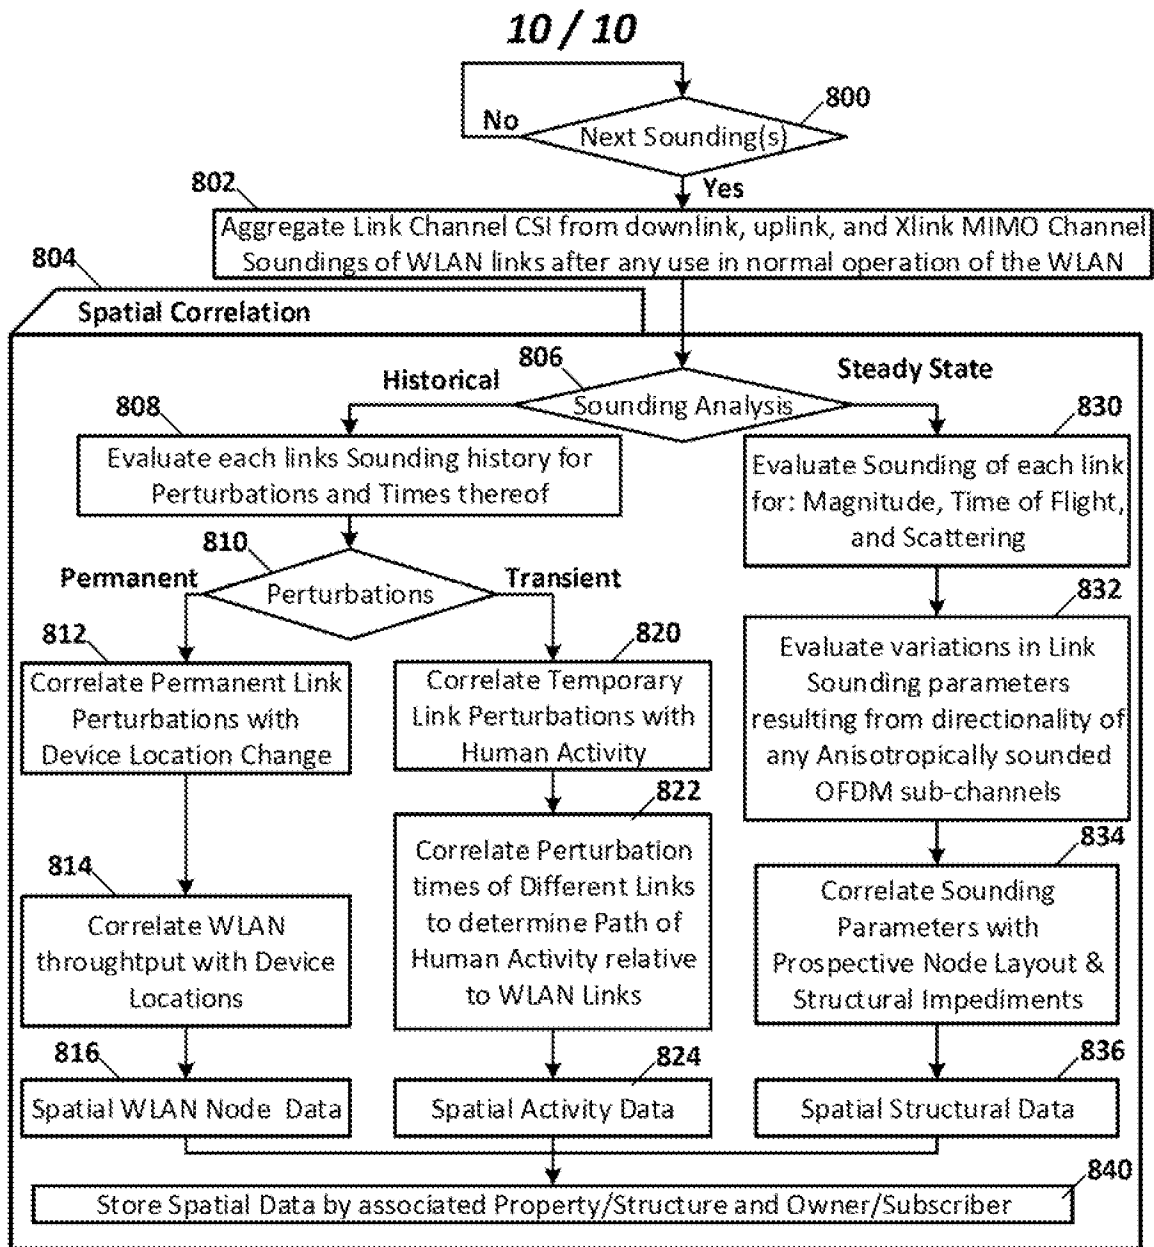 10 / 10
800
No
Next Sounding(s)
Yes
802
Aggregate Link Channel CSI from downlink, uplink, and Xlink MIMO Channel
Soundings of WLAN links after any use in normal operation of the WLAN
804
Spatial Correlation
806
Historical
Steady State
Sounding Analysis
808
Evaluate each links Sounding history for
Perturbations and Times thereof
830
Evaluate Sounding of each link
for: Magnitude, Time of Flight,
and Scattering
810
Permanent
Transient
Perturbations
812
Correlate Permanent Link
Perturbations with
Device Location Change
820
Correlate Temporary
Link Perturbations with
Human Activity
832
Evaluate variations in Link
Sounding parameters
resulting from directionality of
any Anisotropically sounded
OFDM sub-channels
814
Correlate WLAN
throughtput with Device
Locations
822
Correlate Perturbation
times of Different Links
to determine Path of
Human Activity relative
to WLAN Links
834
Correlate Sounding
Parameters with
Prospective Node Layout &
Structural Impediments
816
Spatial WLAN Node Data
824
Spatial Activity Data
836
Spatial Structural Data
840
Store Spatial Data by associated Property/Structure and Owner/Subscriber